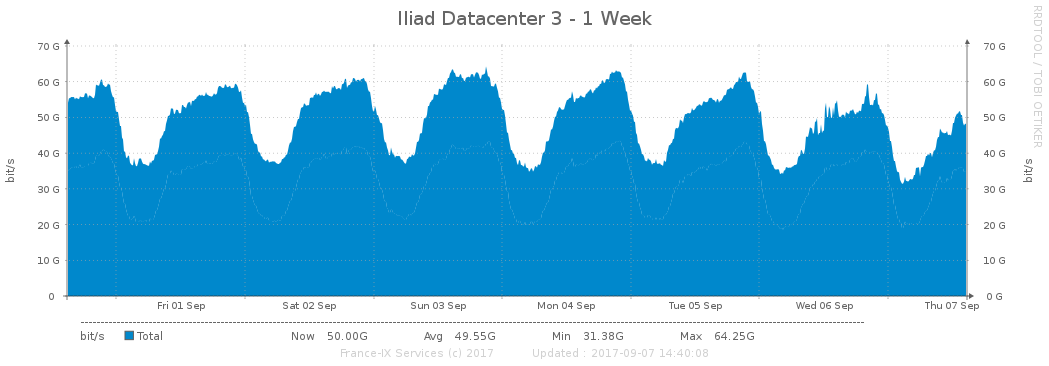 Iliad Datacenter 3 - 1 Week
RRDTOOL / TOBI OETIKER
70 G 70 G
60 G 60 G
50 G 50 G
40 G 40 G
30 G 30 G
20 G 20 G
10 G 10 G
0 0 G
bit/s bit/s
Fri 01 Sep Sat 02 Sep Sun 03 Sep Mon 04 Sep Tue 05 Sep Wed 06 Sep Thu 07 Sep
bit/s Total Now 50.00G Avg 49.55G Min 31.38G Max 64.25G
France-IX Services (c) 2017 Updated : 2017-09-07 14:40:08